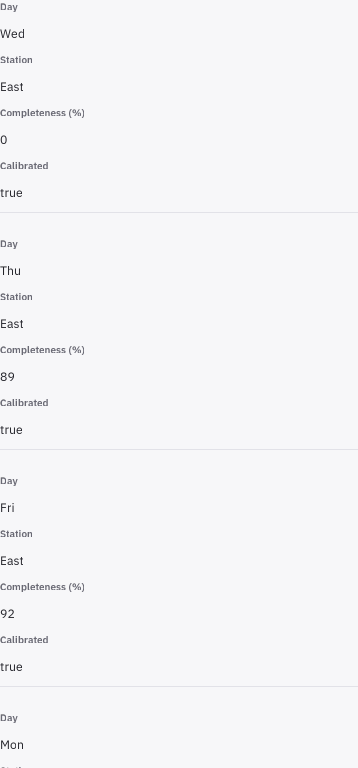 Day
Wed
Station
East
Completeness (%)
0
Calibrated
true
Day
Thu
Station
East
Completeness (%)
89
Calibrated
true
Day
Fri
Station
East
Completeness (%)
92
Calibrated
true
Day
Mon